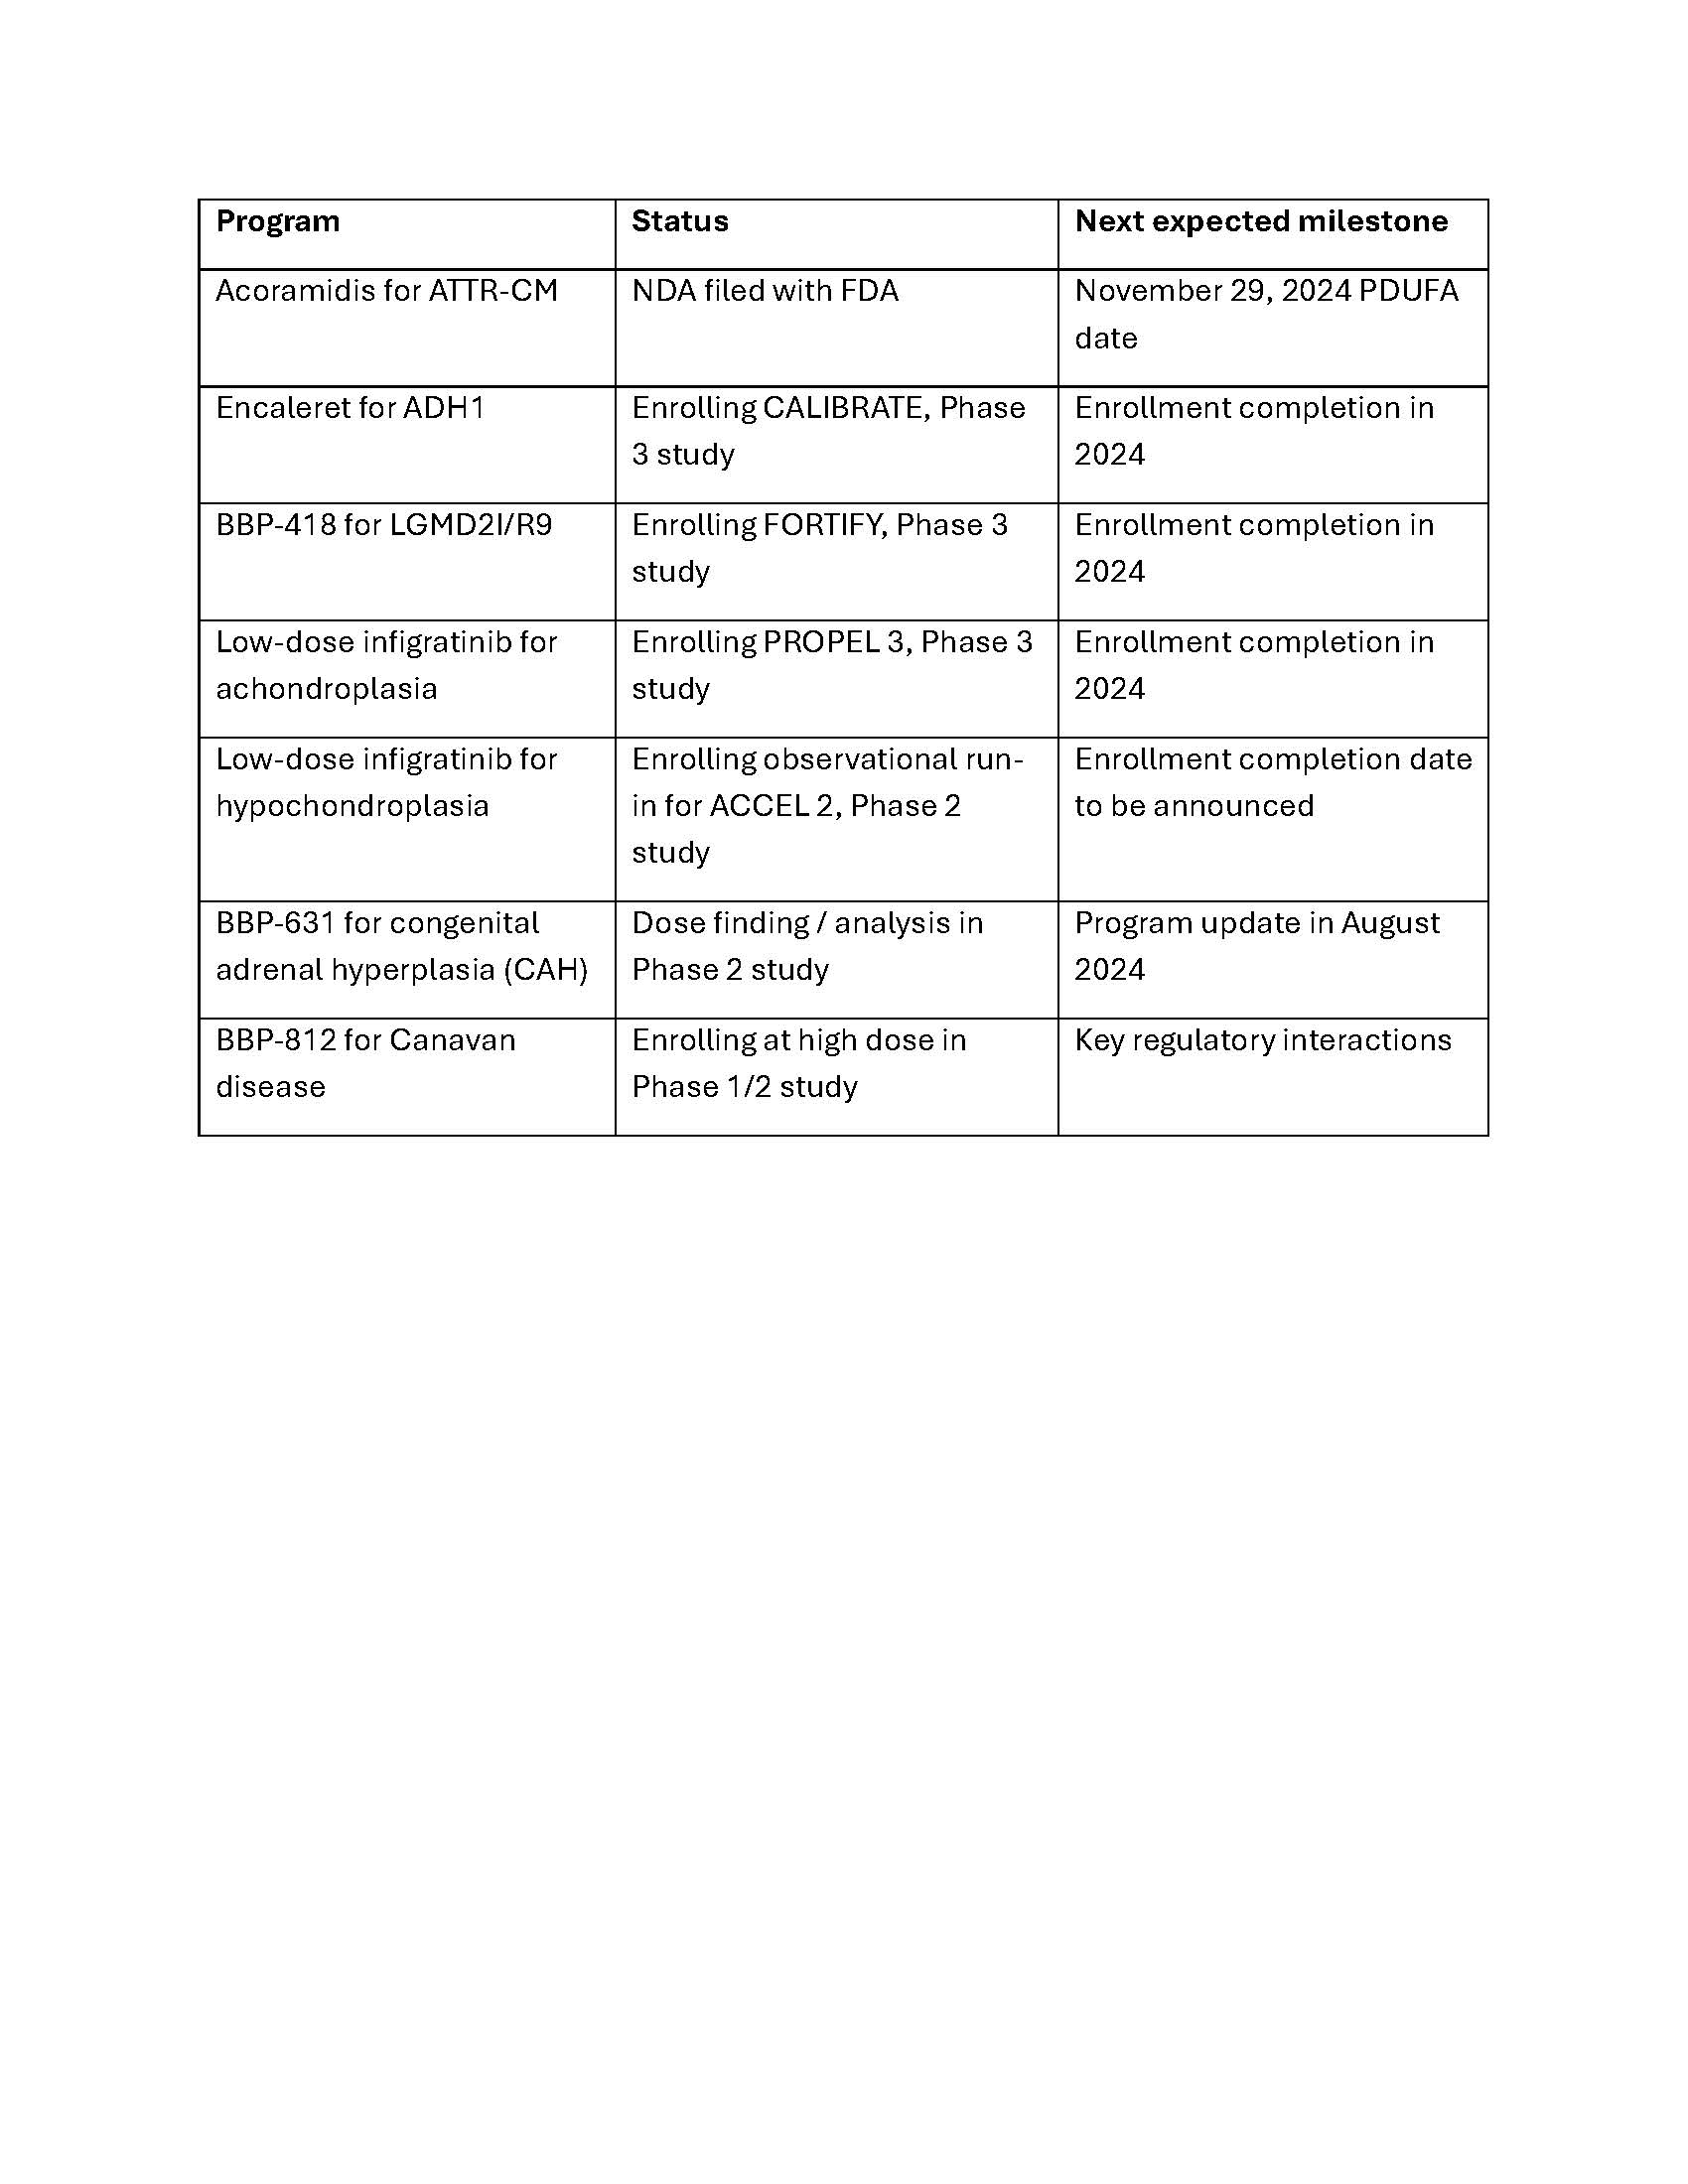 Program Status Next expected milestone
Acoramidis for ATTR-CM NDA filed with FDA November 29, 2024 PDUFA
date
Encaleret for ADH1 Enrolling CALIBRATE, Phase Enrollment completion in
3 study 2024
BBP-418 for LGMD2I/R9 Enrolling FORTIFY, Phase 3 Enrollment completion in
study 2024
Low-dose infigratinib for Enrolling PROPEL 3, Phase 3 Enrollment completion in
achondroplasia study 2024
Low-dose infigratinib for Enrolling observational run- Enrollment completion date
hypochondroplasia in for ACCEL 2, Phase 2 to be announced
study
BBP-631 for congenital Dose finding / analysis in Program update in August
adrenal hyperplasia (CAH) Phase 2 study 2024
BBP-812 for Canavan Enrolling at high dose in Key regulatory interactions
disease Phase 1/2 study